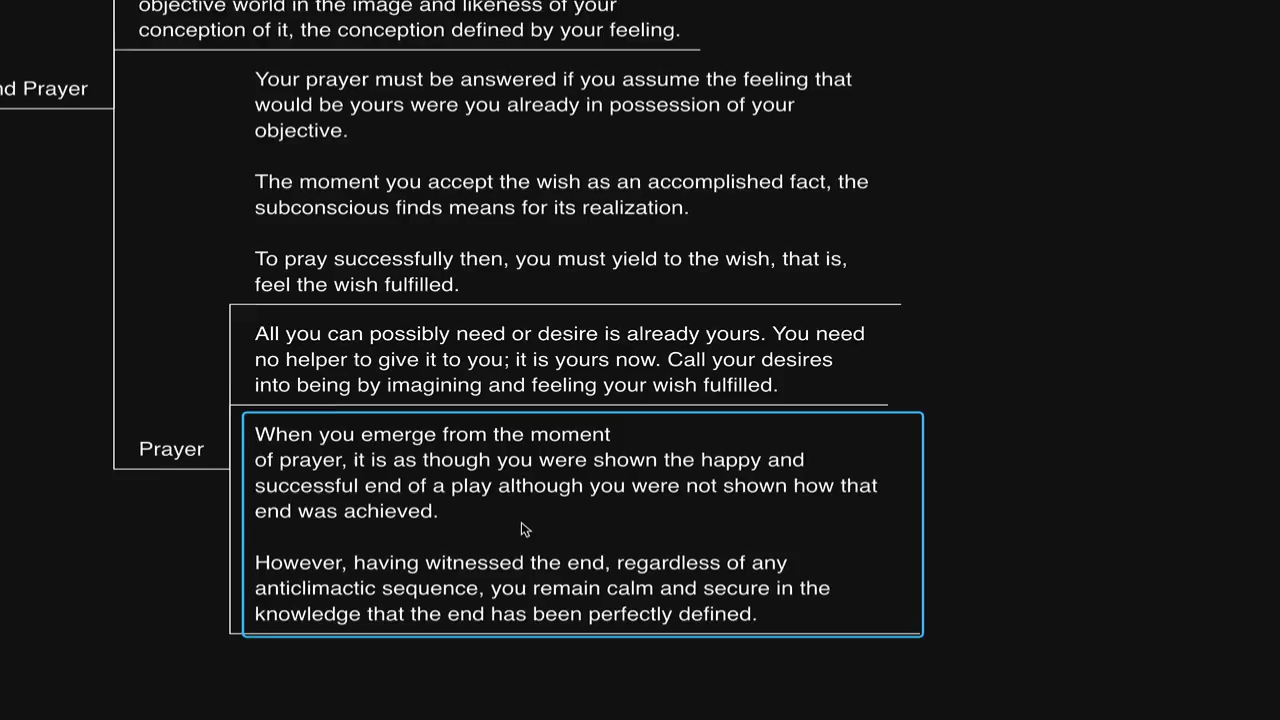 objective world in the image and likeness of your
conception of it, the conception defined by your feeling.
Prayer
Your prayer must be answered if you assume the feeling that
would be yours were you already in possession of your
objective.
The moment you accept the wish as an accomplished fact, the
subconscious finds means for its realization.
To pray successfully then, you must yield to the wish, that is,
feel the wish fulfilled.
All you can possibly need or desire is already yours. You need
no helper to give it to you; it is yours now. Call your desires
into being by imagining and feeling your wish fulfilled.
Prayer
When you emerge from the moment
of prayer, it is as though you were shown the happy and
successful end of a play although you were not shown how that
end was achieved.
However, having witnessed the end, regardless of any
anticlimactic sequence, you remain calm and secure in the
knowledge that the end has been perfectly defined.